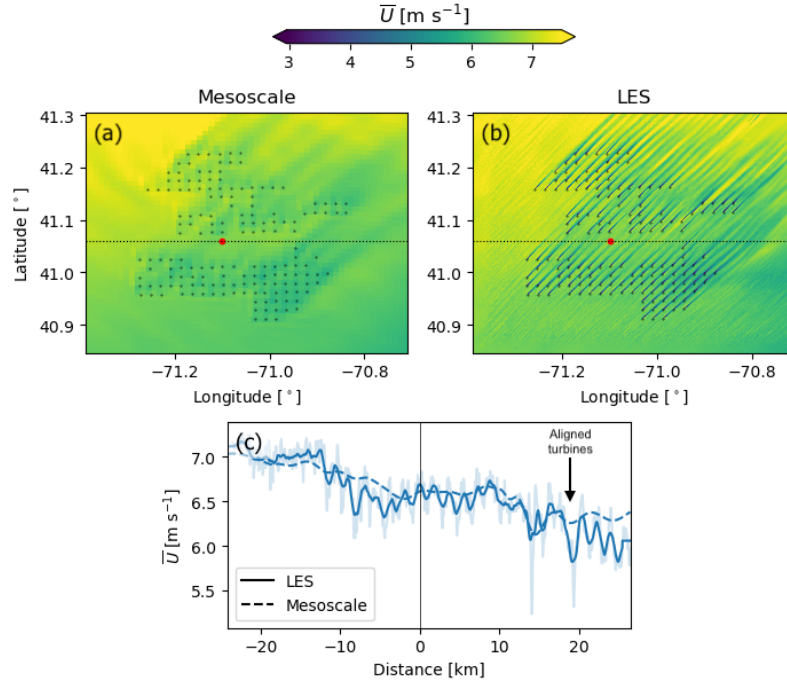 U̅ [m s⁻¹]
3 4 5 6 7
Mesoscale
LES
(a)
(b)
41.3
41.2
41.1
41.0
40.9
Latitude [°]
41.3
41.2
41.1
41.0
40.9
−71.2 −71.0 −70.8
Longitude [°]
−71.2 −71.0 −70.8
Longitude [°]
(c)
Aligned
turbines
7.0
6.5
6.0
5.5
U̅ [m s⁻¹]
LES
Mesoscale
−20 −10 0 10 20
Distance [km]